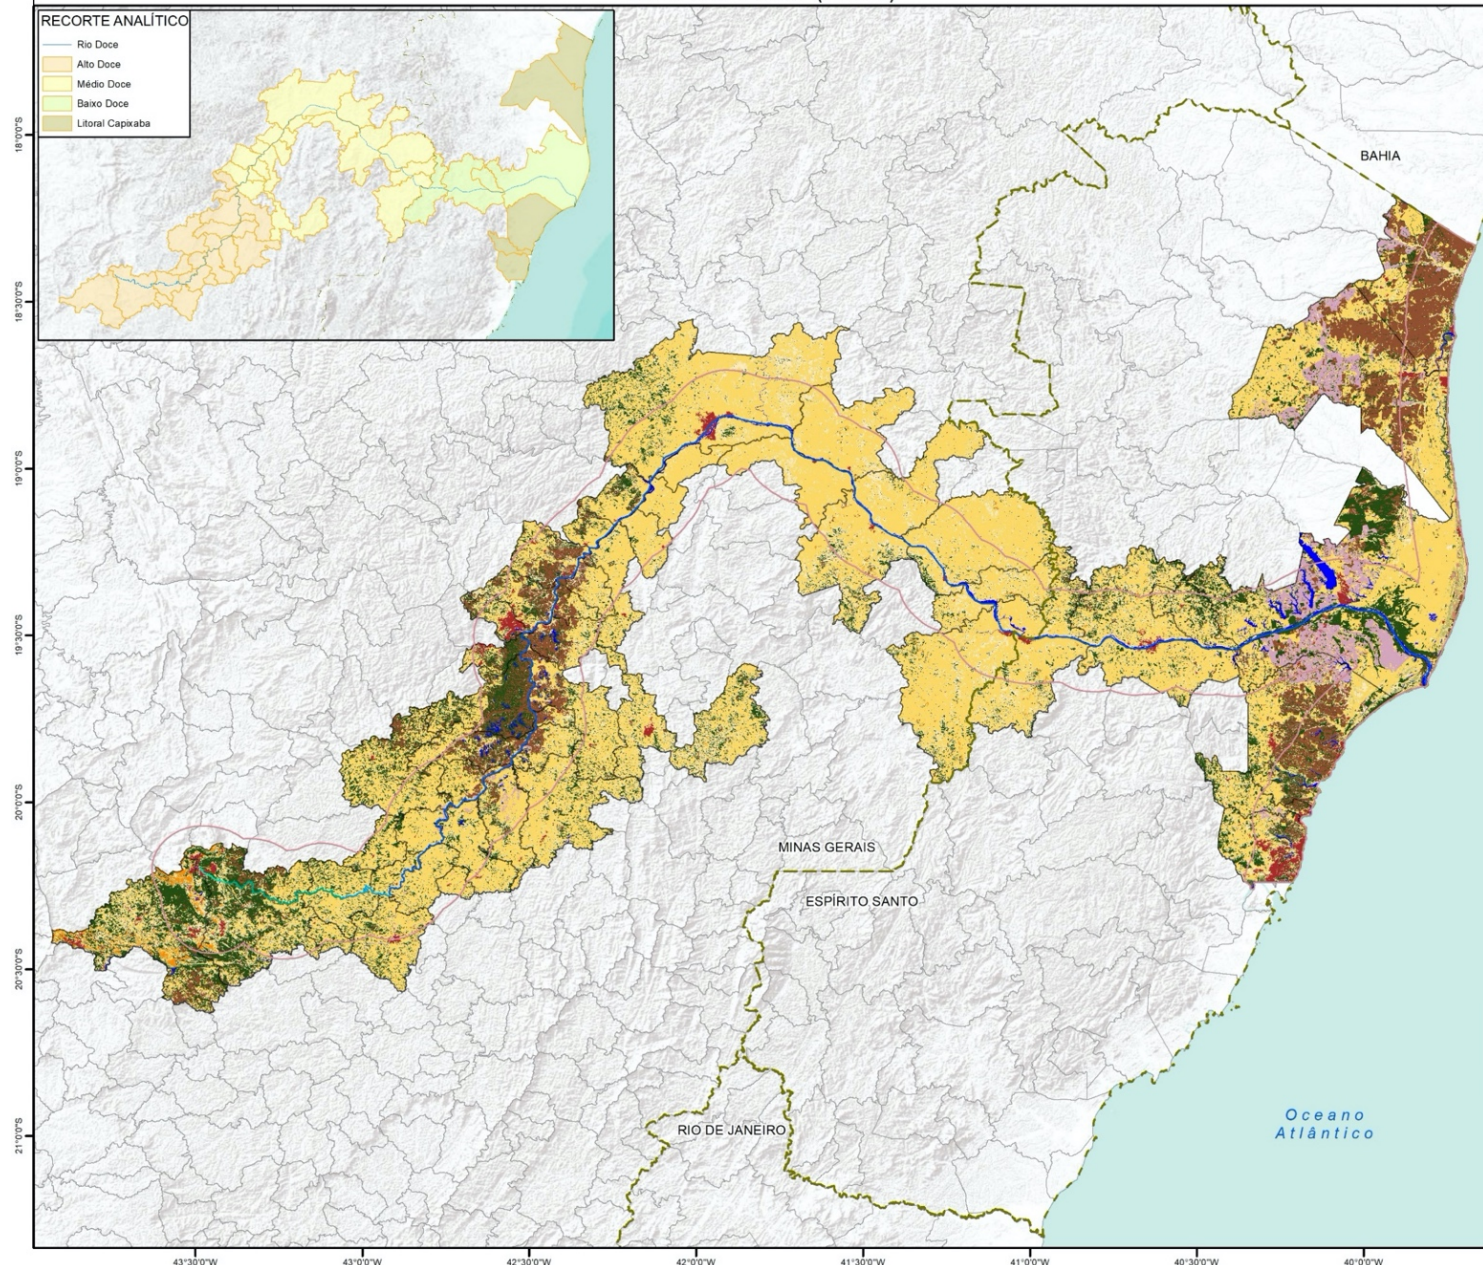 RECORTE ANALÍTICO
Rio Doce
Alto Doce
Médio Doce
Baixo Doce
Litoral Capixaba
BAHIA
MINAS GERAIS
ESPÍRITO SANTO
RIO DE JANEIRO
Oceano
Atlântico
18°0'0"S
18°30'0"S
19°0'0"S
19°30'0"S
20°0'0"S
20°30'0"S
21°0'0"S
43°30'0"W
43°0'0"W
42°30'0"W
42°0'0"W
41°30'0"W
41°0'0"W
40°30'0"W
40°0'0"W